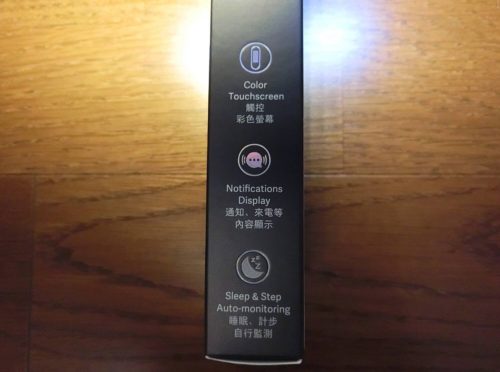 Color
Touchscreen
觸控
彩色螢幕
Notifications
Display
通知、來電等
內容顯示
zzZ
Sleep & Step
Auto-monitoring
睡眠、計步
自行監測